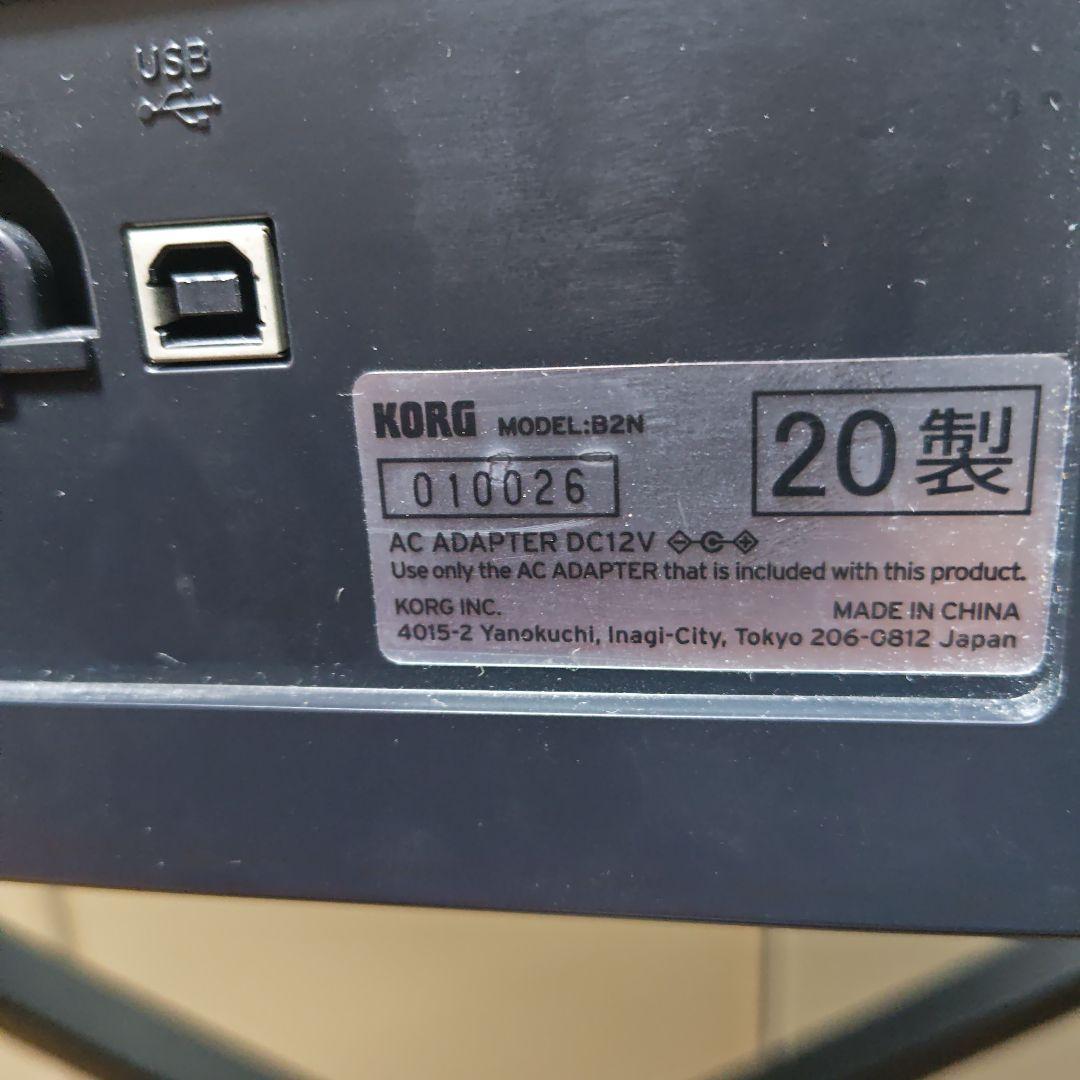 USB
KORG MODEL:B2N
20製
010026
AC ADAPTER DC12V
Use only the AC ADAPTER that is included with this product.
KORG INC.
MADE IN CHINA
4015-2 Yanokuchi, Inagi-City, Tokyo 206-0812 Japan